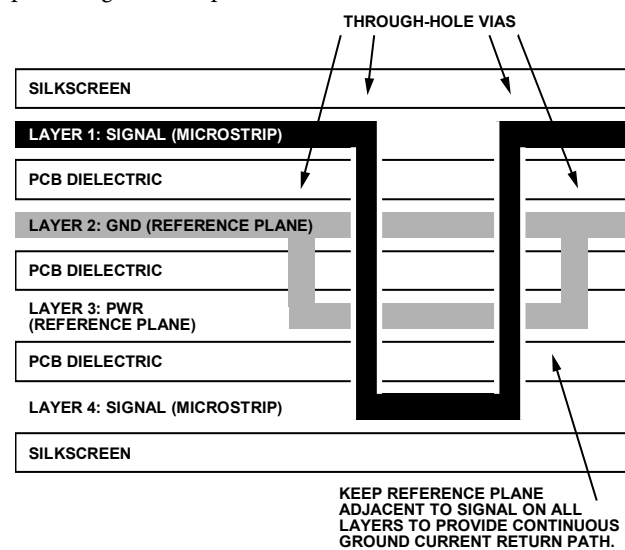 THROUGH-HOLE VIAS
SILKSCREEN
LAYER 1: SIGNAL (MICROSTRIP)
PCB DIELECTRIC
LAYER 2: GND (REFERENCE PLANE)
PCB DIELECTRIC
LAYER 3: PWR
(REFERENCE PLANE)
PCB DIELECTRIC
LAYER 4: SIGNAL (MICROSTRIP)
SILKSCREEN
KEEP REFERENCE PLANE
ADJACENT TO SIGNAL ON ALL
LAYERS TO PROVIDE CONTINUOUS
GROUND CURRENT RETURN PATH.